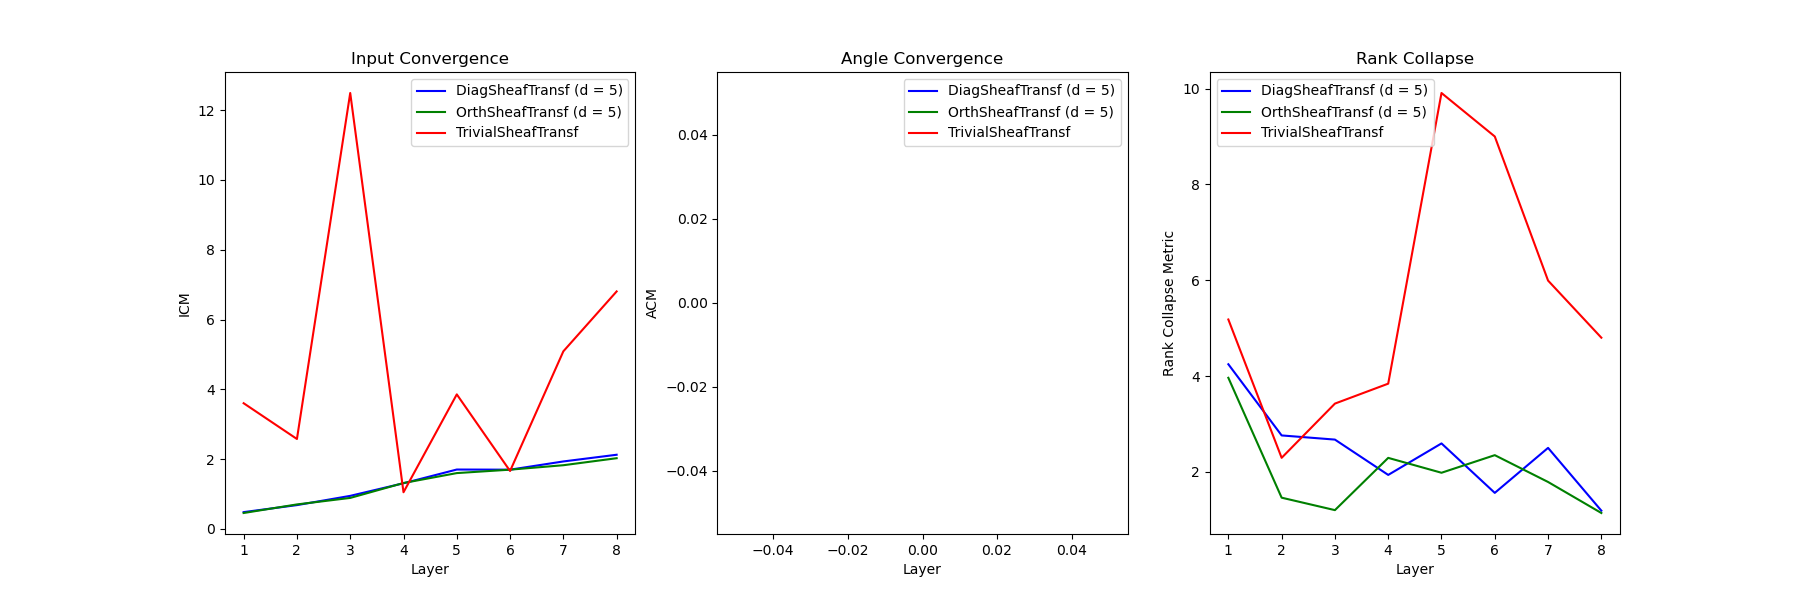 Input Convergence
DiagSheafTransf (d = 5)
OrthSheafTransf (d = 5)
TrivialSheafTransf
ICM
12
10
8
6
4
2
0
1 2 3 4 5 6 7 8
Layer
Angle Convergence
DiagSheafTransf (d = 5)
OrthSheafTransf (d = 5)
TrivialSheafTransf
ACM
0.04
0.02
0.00
−0.02
−0.04
−0.04 −0.02 0.00 0.02 0.04
Layer
Rank Collapse
DiagSheafTransf (d = 5)
OrthSheafTransf (d = 5)
TrivialSheafTransf
Rank Collapse Metric
10
8
6
4
2
1 2 3 4 5 6 7 8
Layer